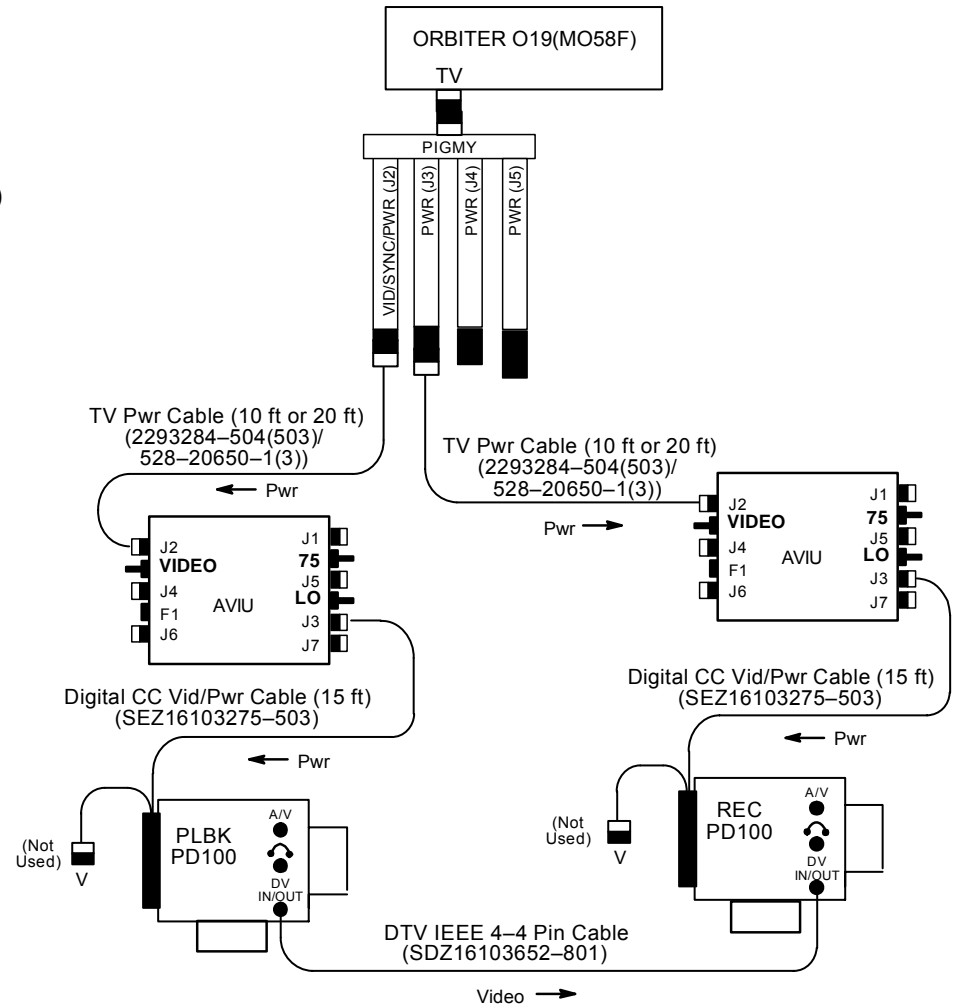 )
ORBITER O19(MO58F)
TV
PIGMY
VID/SYNC/PWR (J2)
PWR (J3)
PWR (J4)
PWR (J5)
TV Pwr Cable (10 ft or 20 ft)
(2293284–504(503)/
528–20650–1(3))
Pwr
TV Pwr Cable (10 ft or 20 ft)
(2293284–504(503)/
528–20650–1(3))
Pwr
J2
VIDEO
J4
F1
J6
AVIU
J1
75
J5
LO
J3
J7
J2
VIDEO
J4
F1
J6
AVIU
J1
75
J5
LO
J3
J7
Digital CC Vid/Pwr Cable (15 ft)
(SEZ16103275–503)
Pwr
Digital CC Vid/Pwr Cable (15 ft)
(SEZ16103275–503)
Pwr
(Not
Used)
V
PLBK
PD100
A/V
DV
IN/OUT
(Not
Used)
V
REC
PD100
A/V
DV
IN/OUT
DTV IEEE 4–4 Pin Cable
(SDZ16103652–801)
Video